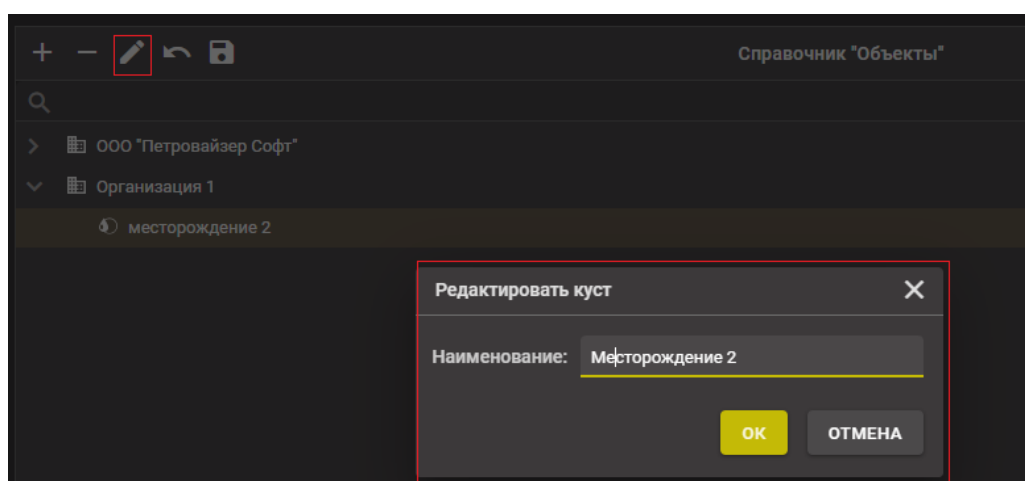 Справочник "Объекты"
ООО "Петровайзер Софт"
Организация 1
месторождение 2
Редактировать куст
Наименование: Месторождение 2
ОК ОТМЕНА